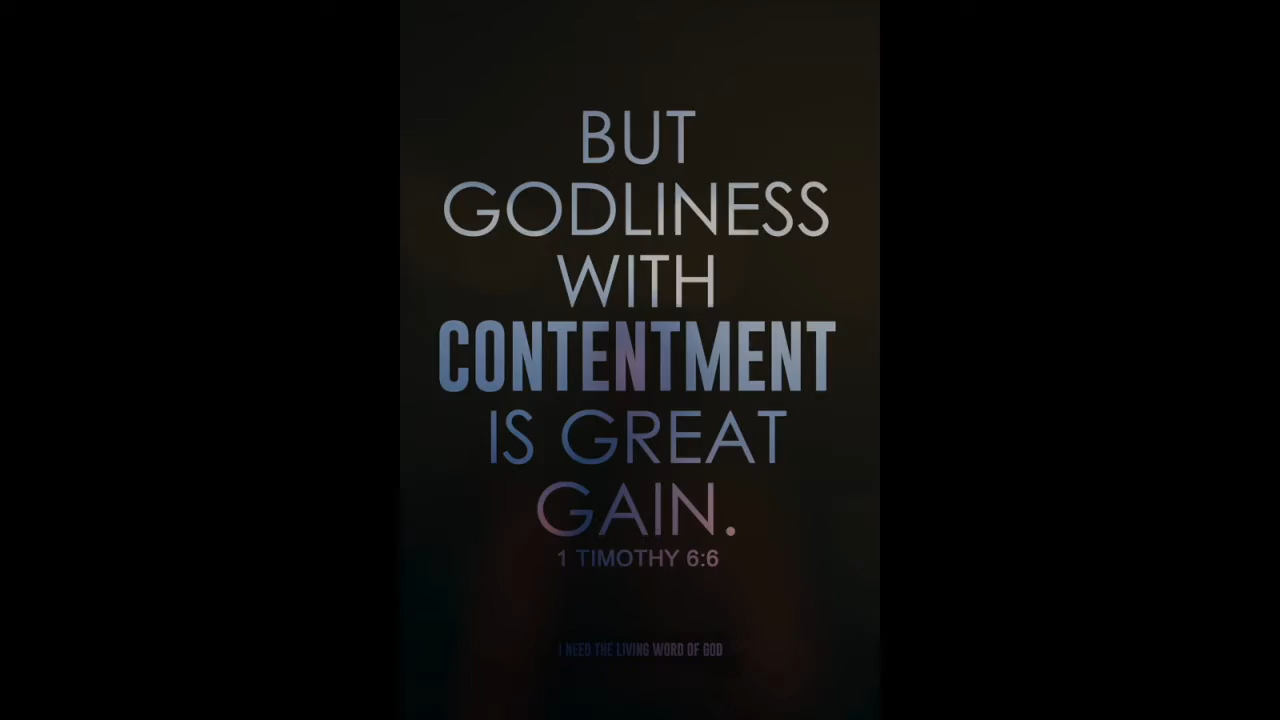 BUT
GODLINESS
WITH
CONTENTMENT
IS GREAT
GAIN.
1 TIMOTHY 6:6
I NEED THE LIVING WORD OF GOD